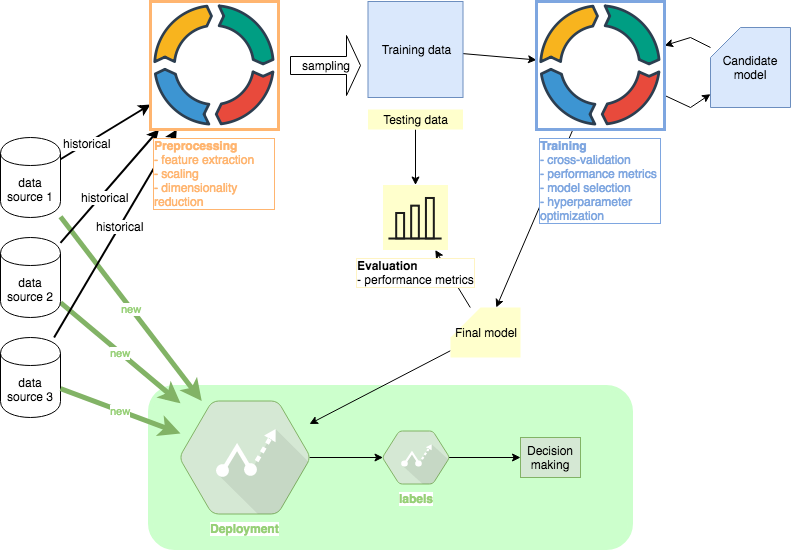 sampling
Training data
Candidate
model
Testing data
historical
historical
historical
Preprocessing
- feature extraction
- scaling
- dimensionality
reduction
Training
- cross-validation
- performance metrics
- model selection
- hyperparameter
optimization
data
source 1
data
source 2
data
source 3
Evaluation
- performance metrics
new
new
new
Final model
Decision
making
labels
Deployment